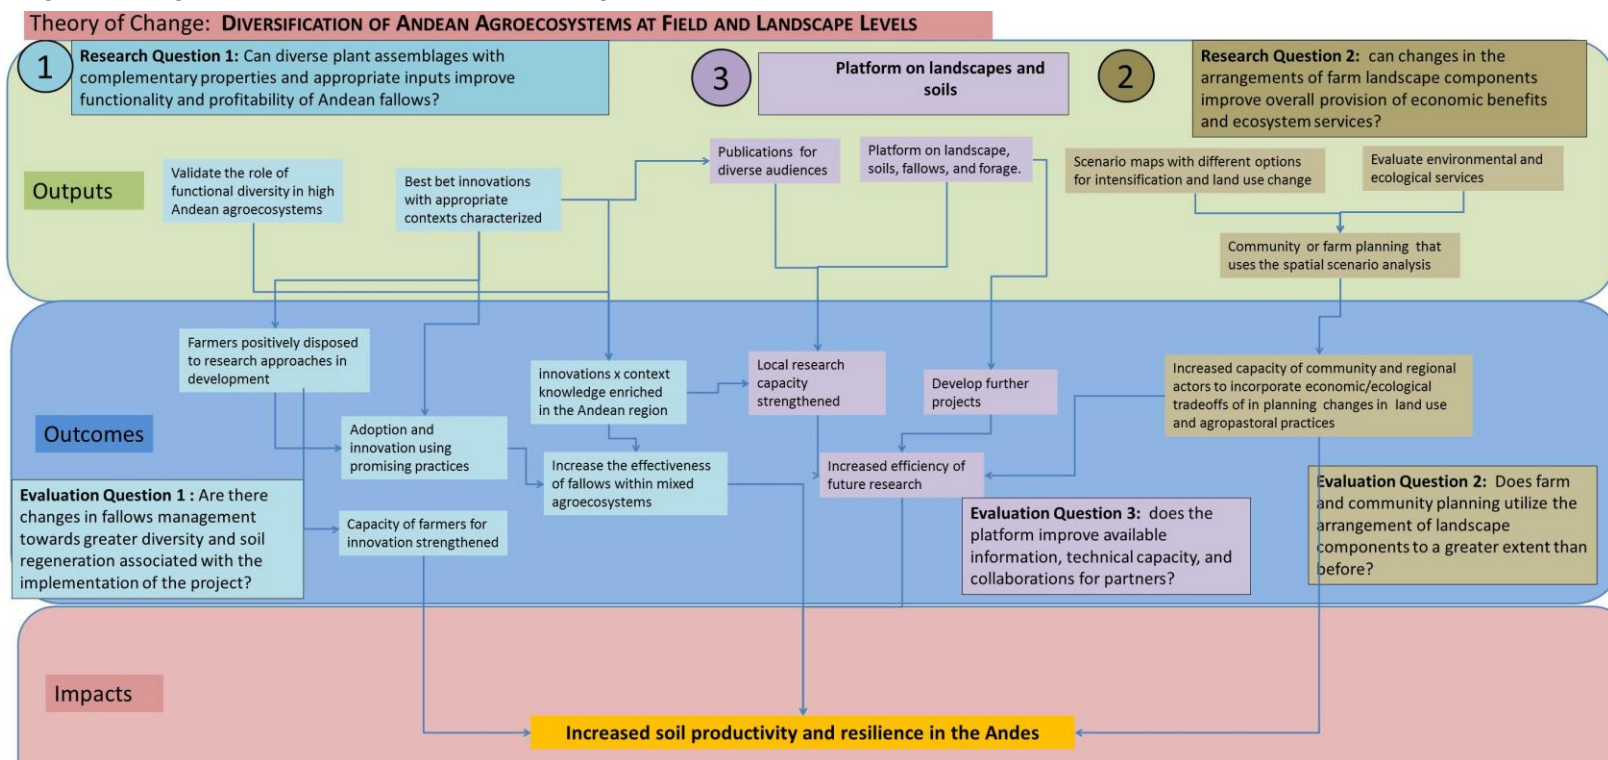 Theory of Change: DIVERSIFICATION OF ANDEAN AGROECOSYSTEMS AT FIELD AND LANDSCAPE LEVELS
1
Research Question 1: Can diverse plant assemblages with
complementary properties and appropriate inputs improve
functionality and profitability of Andean fallows?
3
Platform on landscapes and
soils
2
Research Question 2: can changes in the
arrangements of farm landscape components
improve overall provision of economic benefits
and ecosystem services?
Outputs
Validate the role of
functional diversity in high
Andean agroecosystems
Best bet innovations
with appropriate
contexts characterized
Publications for
diverse audiences
Platform on landscape,
soils, fallows, and forage.
Scenario maps with different options
for intensification and land use change
Evaluate environmental and
ecological services
Community or farm planning that
uses the spatial scenario analysis
Outcomes
Farmers positively disposed
to research approaches in
development
Adoption and
innovation using
promising practices
innovations x context
knowledge enriched
in the Andean region
Local research
capacity
strengthened
Develop further
projects
Increased capacity of community and regional
actors to incorporate economic/ecological
tradeoffs of in planning changes in land use
and agropastoral practices
Increase the effectiveness
of fallows within mixed
agroecosystems
Increased efficiency of
future research
Evaluation Question 1 : Are there
changes in fallows management
towards greater diversity and soil
regeneration associated with the
implementation of the project?
Capacity of farmers for
innovation strengthened
Evaluation Question 3: does the
platform improve available
information, technical capacity, and
collaborations for partners?
Evaluation Question 2: Does farm
and community planning utilize the
arrangement of landscape
components to a greater extent than
before?
Impacts
Increased soil productivity and resilience in the Andes